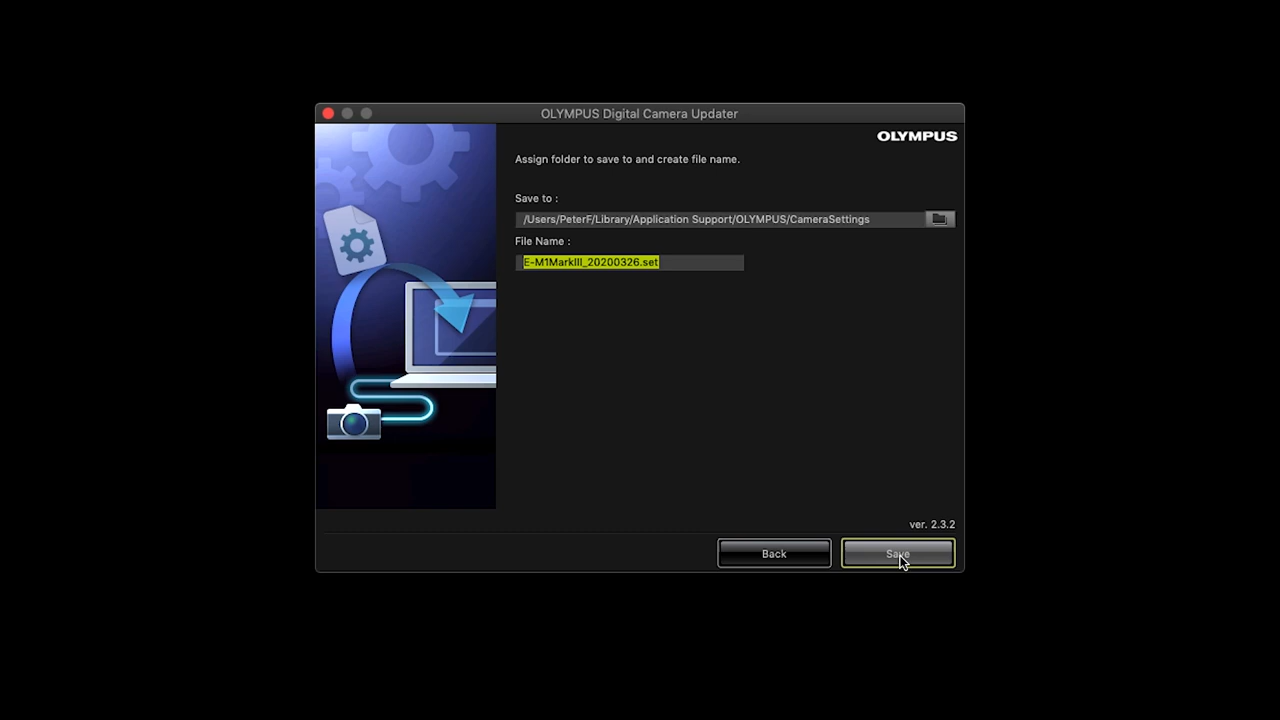 OLYMPUS Digital Camera Updater
OLYMPUS
Assign folder to save to and create file name.
Save to :
/Users/PeterF/Library/Application Support/OLYMPUS/CameraSettings
File Name :
E-M1MarkIII_20200326.set
ver. 2.3.2
Back
Save